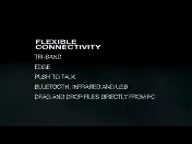 FLEXIBLE
CONNECTIVITY
TRI-BAND
EDGE
PUSH TO TALK
BLUETOOTH, INFRARED AND USB
DRAG AND DROP FILES DIRECTLY FROM PC